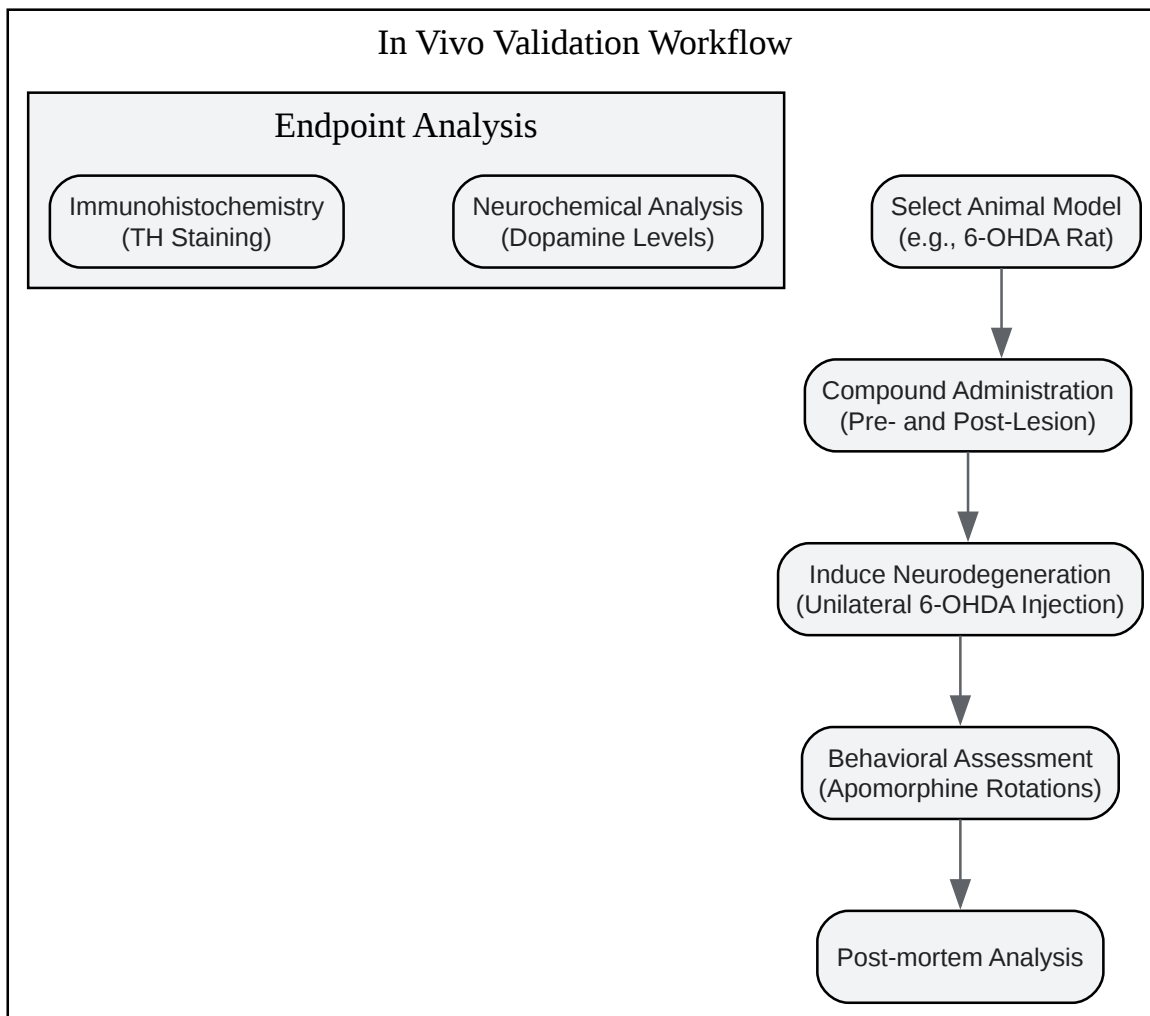 In Vivo Validation Workflow
Endpoint Analysis
Immunohistochemistry
(TH Staining)
Neurochemical Analysis
(Dopamine Levels)
Select Animal Model
(e.g., 6-OHDA Rat)
Compound Administration
(Pre- and Post-Lesion)
Induce Neurodegeneration
(Unilateral 6-OHDA Injection)
Behavioral Assessment
(Apomorphine Rotations)
Post-mortem Analysis